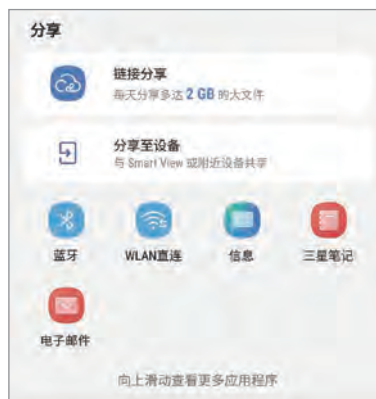 分享
链接分享
每天分享多达 2 GB 的大文件
分享至设备
与 Smart View 或附近设备共享
蓝牙
WLAN直连
信息
三星笔记
电子邮件
向上滑动查看更多应用程序